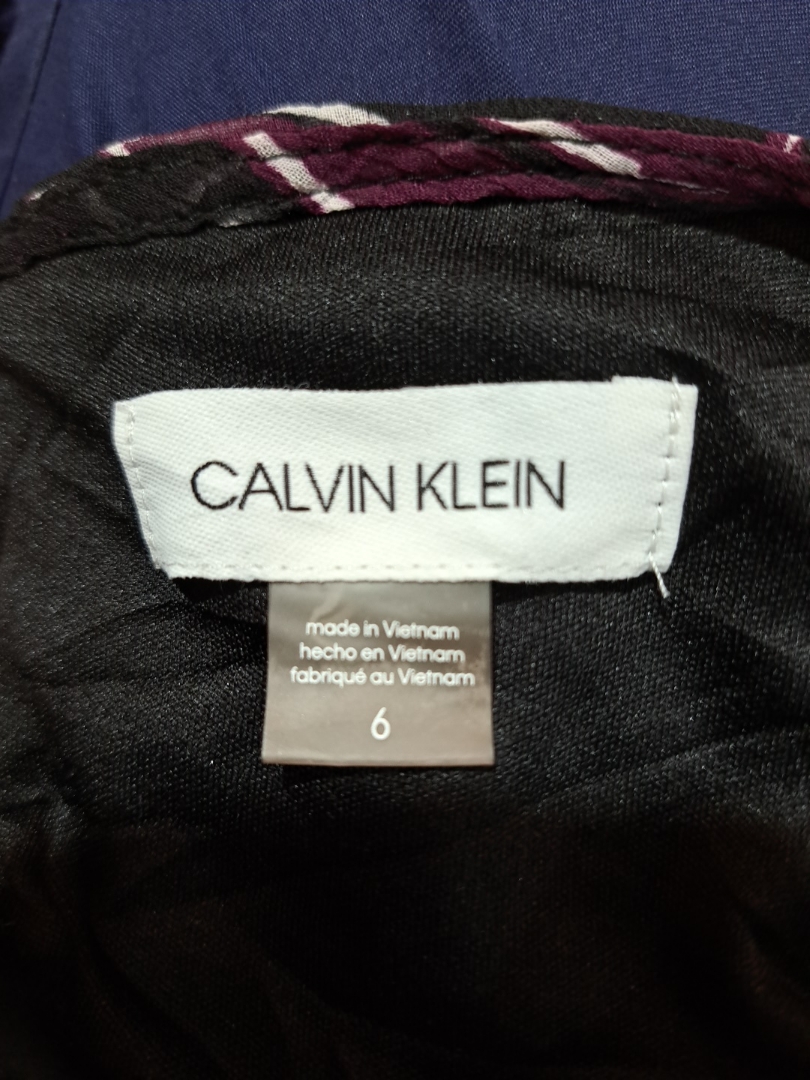 CALVIN KLEIN
made in Vietnam
hecho en Vietnam
fabriqué au Vietnam
6